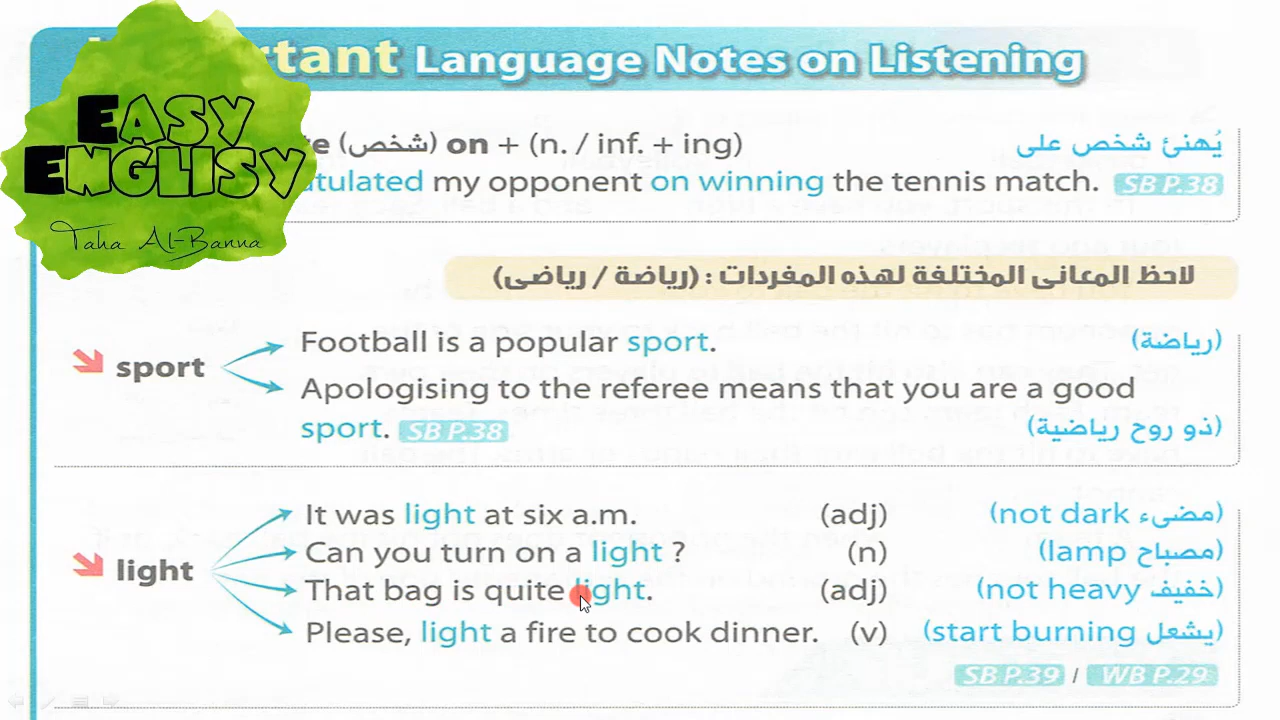 tant Language Notes on Listening
EASY
ENGLISY
Taha Al-Banna
te (شخص) on + (n. / inf. + ing) يُهنئ شخص على
atulated my opponent on winning the tennis match. SB P.38
لاحظ المعانى المختلفة لهذه المفردات : (رياضة / رياضى)
sport
Football is a popular sport. (رياضة)
Apologising to the referee means that you are a good
sport. SB P.38 (ذو روح رياضية)
light
It was light at six a.m. (adj) (not dark مضىء)
Can you turn on a light ? (n) (lamp مصباح)
That bag is quite light. (adj) (not heavy خفيف)
Please, light a fire to cook dinner. (v) (start burning يشعل)
SB P.39 / WB P.29